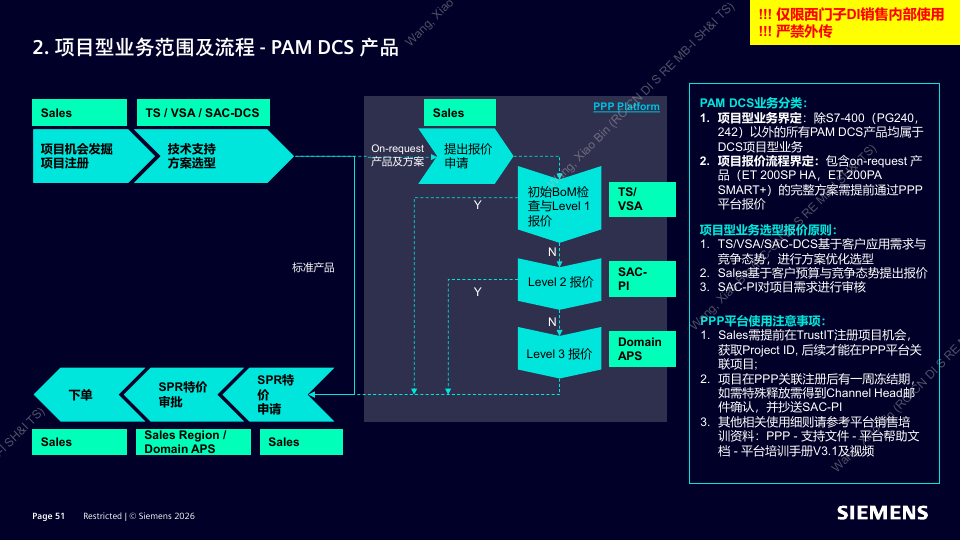 !!! 仅限西门子DI销售内部使用
!!! 严禁外传
2. 项目型业务范围及流程 - PAM DCS 产品
Sales
TS / VSA / SAC-DCS
项目机会发掘
项目注册
技术支持
方案选型
PPP Platform
Sales
On-request
产品及方案
提出报价
申请
初始BoM检
查与Level 1
报价
TS/
VSA
Y
N
标准产品
Level 2 报价
SAC-
PI
Y
N
Level 3 报价
Domain
APS
下单
SPR特价
审批
SPR特
价
申请
Sales
Sales Region /
Domain APS
Sales
PAM DCS业务分类：
1. 项目型业务界定：除S7-400（PG240，
242）以外的所有PAM DCS产品均属于
DCS项目型业务
2. 项目报价流程界定：包含on-request 产
品（ET 200SP HA，ET 200PA
SMART+）的完整方案需提前通过PPP
平台报价
项目型业务选型报价原则：
1. TS/VSA/SAC-DCS基于客户应用需求与
竞争态势，进行方案优化选型
2. Sales基于客户预算与竞争态势提出报价
3. SAC-PI对项目需求进行审核
PPP平台使用注意事项：
1. Sales需提前在TrustIT注册项目机会，
获取Project ID, 后续才能在PPP平台关
联项目;
2. 项目在PPP关联注册后有一周冻结期，
如需特殊释放需得到Channel Head邮
件确认，并抄送SAC-PI
3. 其他相关使用细则请参考平台销售培
训资料：PPP - 支持文件 - 平台帮助文
档 - 平台培训手册V3.1及视频
Page 51
Restricted | © Siemens 2026
SIEMENS